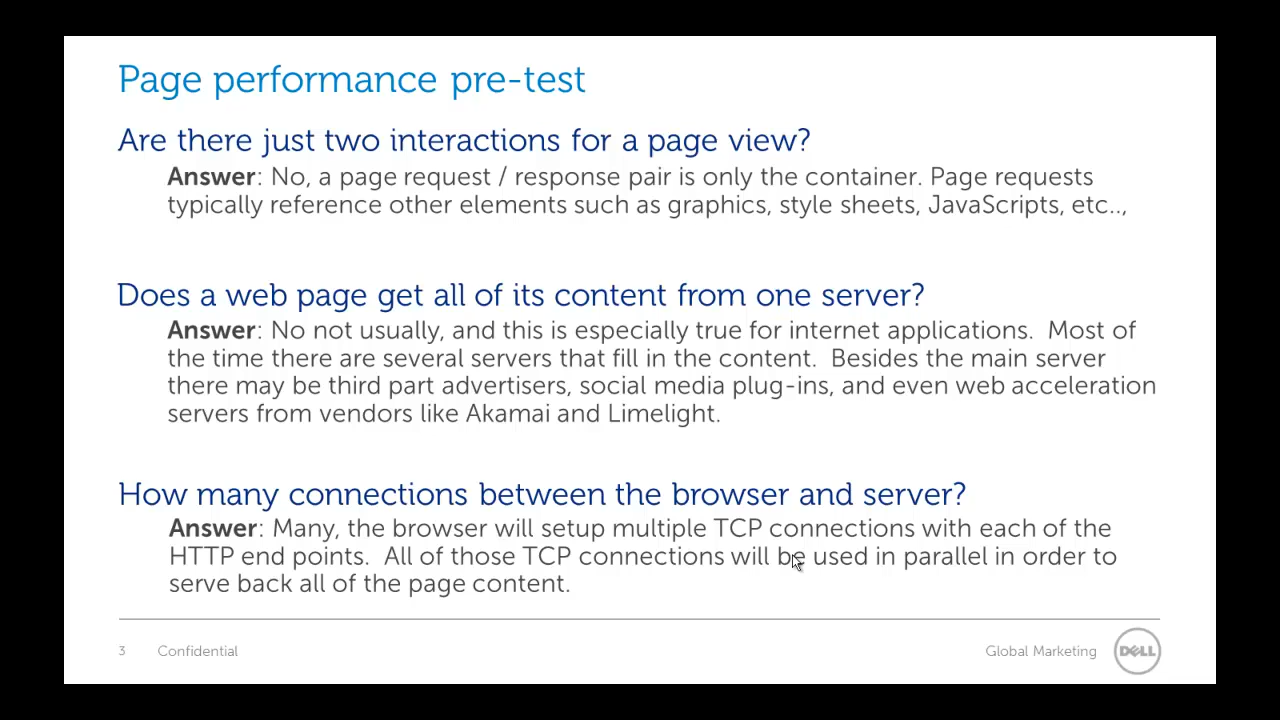 Page performance pre-test
Are there just two interactions for a page view?
Answer: No, a page request / response pair is only the container. Page requests
typically reference other elements such as graphics, style sheets, JavaScripts, etc..,
Does a web page get all of its content from one server?
Answer: No not usually, and this is especially true for internet applications.  Most of
the time there are several servers that fill in the content.  Besides the main server
there may be third part advertisers, social media plug-ins, and even web acceleration
servers from vendors like Akamai and Limelight.
How many connections between the browser and server?
Answer: Many, the browser will setup multiple TCP connections with each of the
HTTP end points.  All of those TCP connections will be used in parallel in order to
serve back all of the page content.
3 Confidential Global Marketing DELL